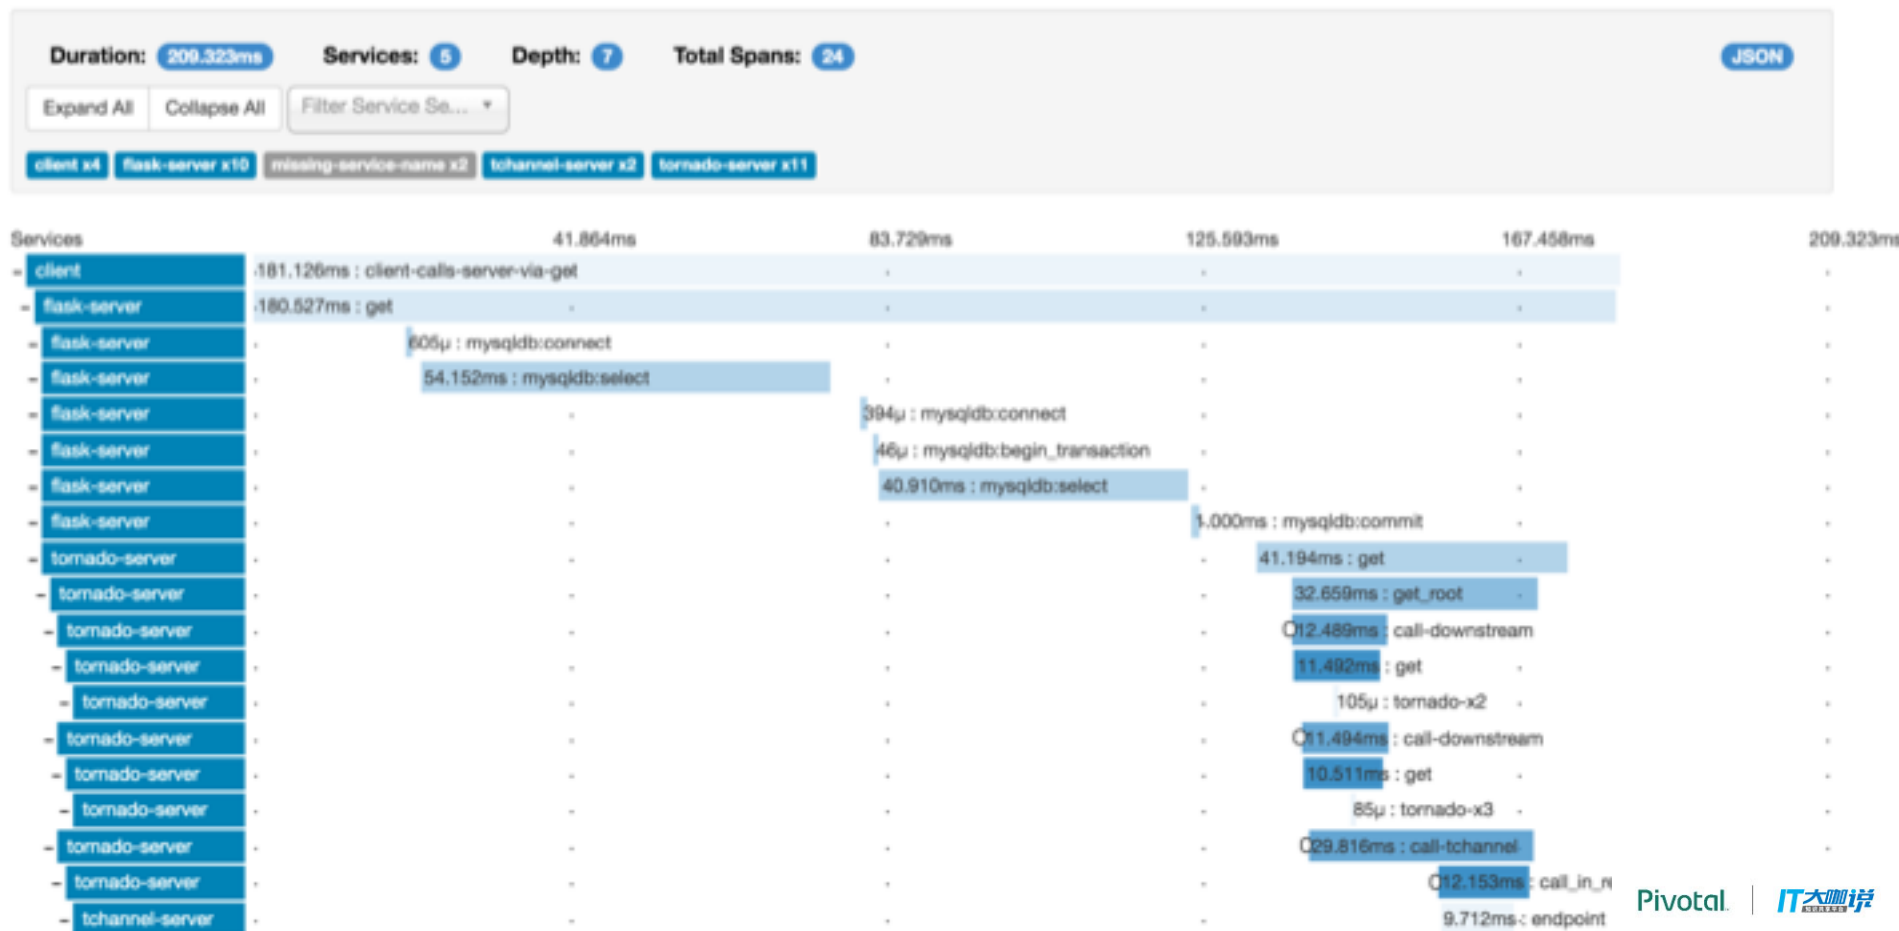 Duration: 209.323ms Services: 5 Depth: 7 Total Spans: 24 JSON
Expand All Collapse All Filter Service Se...
client x4 flask-server x10 missing-service-name x2 tchannel-server x2 tornado-server x11
Services 41.864ms 83.729ms 125.593ms 167.458ms 209.323ms
client 181.126ms : client-calls-server-via-get
flask-server 180.527ms : get
flask-server 605μ : mysqldb:connect
flask-server 54.152ms : mysqldb:select
flask-server 394μ : mysqldb:connect
flask-server 46μ : mysqldb:begin_transaction
flask-server 40.910ms : mysqldb:select
flask-server 1.000ms : mysqldb:commit
tornado-server 41.194ms : get
tornado-server 32.659ms : get_root
tornado-server 12.489ms : call-downstream
tornado-server 11.492ms : get
tornado-server 105μ : tornado-x2
tornado-server 11.494ms : call-downstream
tornado-server 10.511ms : get
tornado-server 85μ : tornado-x3
tornado-server 29.816ms : call-tchannel
tornado-server 12.153ms : call_in_r
tchannel-server 9.712ms : endpoint
Pivotal. IT大咖说